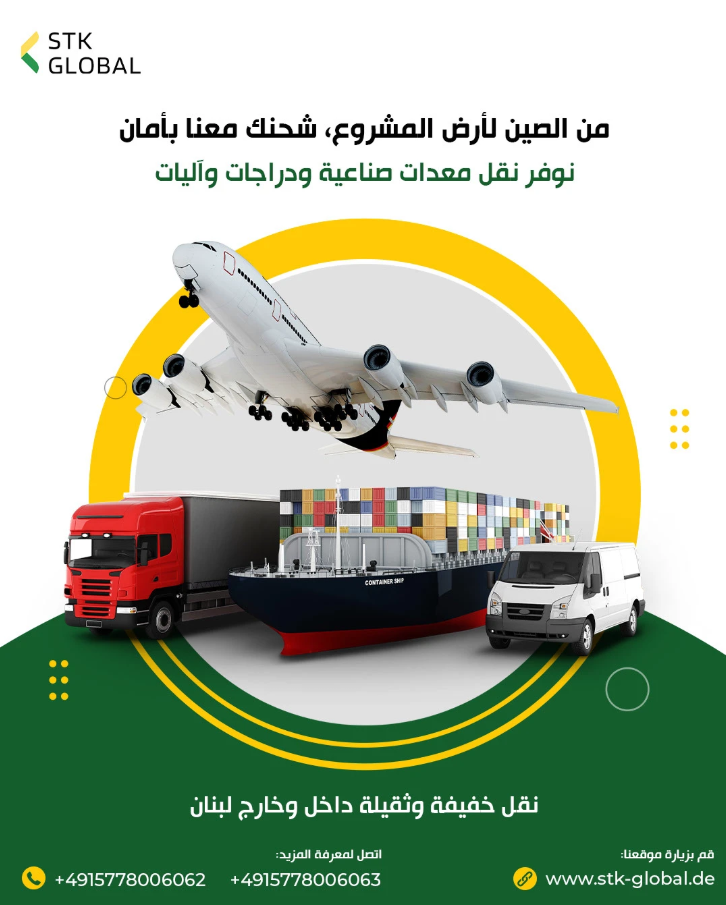 STK
GLOBAL
من الصين لأرض المشروع، شحنك معنا بأمان
نوفر نقل معدات صناعية ودراجات وآليات
CONTAINER SHIP
نقل خفيفة وثقيلة داخل وخارج لبنان
قم بزيارة موقعنا:
www.stk-global.de
اتصل لمعرفة المزيد:
+4915778006063
+4915778006062